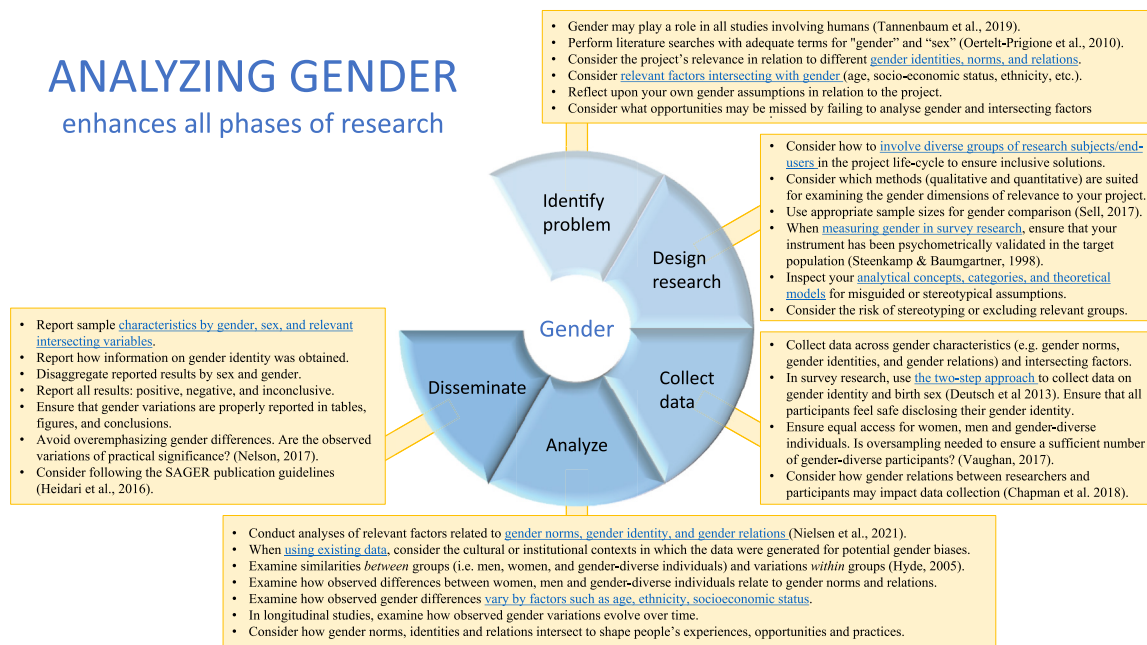 ANALYZING GENDER
enhances all phases of research
• Gender may play a role in all studies involving humans (Tannenbaum et al., 2019).
• Perform literature searches with adequate terms for "gender” and “sex” (Oertelt-Prigione et al., 2010).
• Consider the project’s relevance in relation to different gender identities, norms, and relations.
• Consider relevant factors intersecting with gender (age, socio-economic status, ethnicity, etc.).
• Reflect upon your own gender assumptions in relation to the project.
• Consider what opportunities may be missed by failing to analyse gender and intersecting factors
• Consider how to involve diverse groups of research subjects/end-
users in the project life-cycle to ensure inclusive solutions.
• Consider which methods (qualitative and quantitative) are suited
for examining the gender dimensions of relevance to your project.
• Use appropriate sample sizes for gender comparison (Sell, 2017).
• When measuring gender in survey research, ensure that your
instrument has been psychometrically validated in the target
population (Steenkamp & Baumgartner, 1998).
• Inspect your analytical concepts, categories, and theoretical
models for misguided or stereotypical assumptions.
• Consider the risk of stereotyping or excluding relevant groups.
Identify
problem
Design
research
Gender
Collect
data
Analyze
Disseminate
• Collect data across gender characteristics (e.g. gender norms,
gender identities, and gender relations) and intersecting factors.
• In survey research, use the two-step approach to collect data on
gender identity and birth sex (Deutsch et al 2013). Ensure that all
participants feel safe disclosing their gender identity.
• Ensure equal access for women, men and gender-diverse
individuals. Is oversampling needed to ensure a sufficient number
of gender-diverse participants? (Vaughan, 2017).
• Consider how gender relations between researchers and
participants may impact data collection (Chapman et al. 2018).
• Report sample characteristics by gender, sex, and relevant
intersecting variables.
• Report how information on gender identity was obtained.
• Disaggregate reported results by sex and gender.
• Report all results: positive, negative, and inconclusive.
• Ensure that gender variations are properly reported in tables,
figures, and conclusions.
• Avoid overemphasizing gender differences. Are the observed
variations of practical significance? (Nelson, 2017).
• Consider following the SAGER publication guidelines
(Heidari et al., 2016).
• Conduct analyses of relevant factors related to gender norms, gender identity, and gender relations (Nielsen et al., 2021).
• When using existing data, consider the cultural or institutional contexts in which the data were generated for potential gender biases.
• Examine similarities between groups (i.e. men, women, and gender-diverse individuals) and variations within groups (Hyde, 2005).
• Examine how observed differences between women, men and gender-diverse individuals relate to gender norms and relations.
• Examine how observed gender differences vary by factors such as age, ethnicity, socioeconomic status.
• In longitudinal studies, examine how observed gender variations evolve over time.
• Consider how gender norms, identities and relations intersect to shape people’s experiences, opportunities and practices.